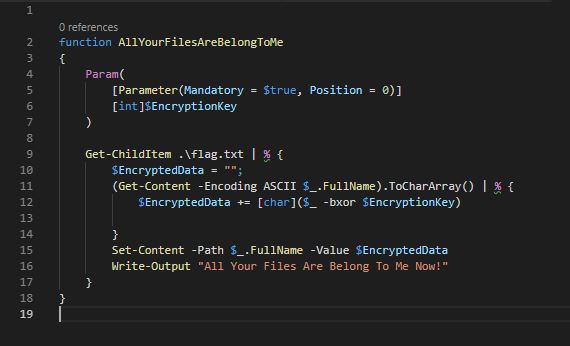 1
0 references
2 function AllYourFilesAreBelongToMe
3 {
4 Param(
5 [Parameter(Mandatory = $true, Position = 0)]
6 [int]$EncryptionKey
7 )
8
9 Get-ChildItem .\flag.txt | % {
10 $EncryptedData = "";
11 (Get-Content -Encoding ASCII $_.FullName).ToCharArray() | % {
12 $EncryptedData += [char]($_ -bxor $EncryptionKey)
13
14 }
15 Set-Content -Path $_.FullName -Value $EncryptedData
16 Write-Output "All Your Files Are Belong To Me Now!"
17 }
18 }
19